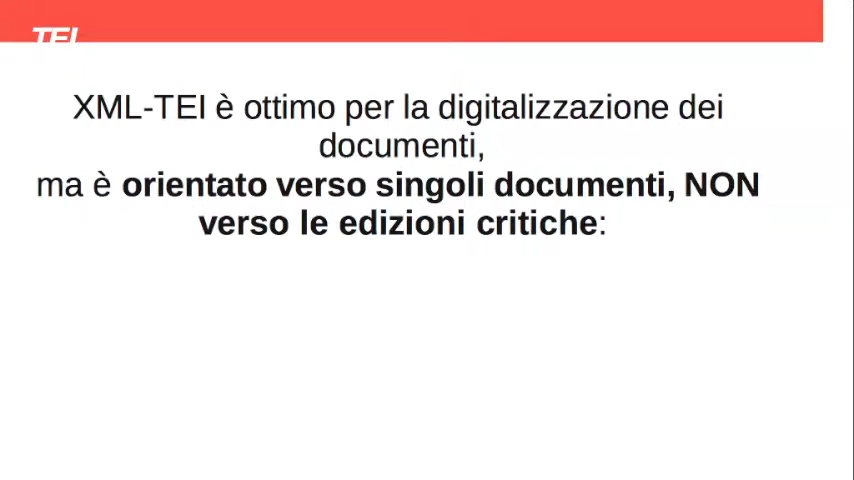 TEI
XML-TEI è ottimo per la digitalizzazione dei
documenti,
ma è orientato verso singoli documenti, NON
verso le edizioni critiche: